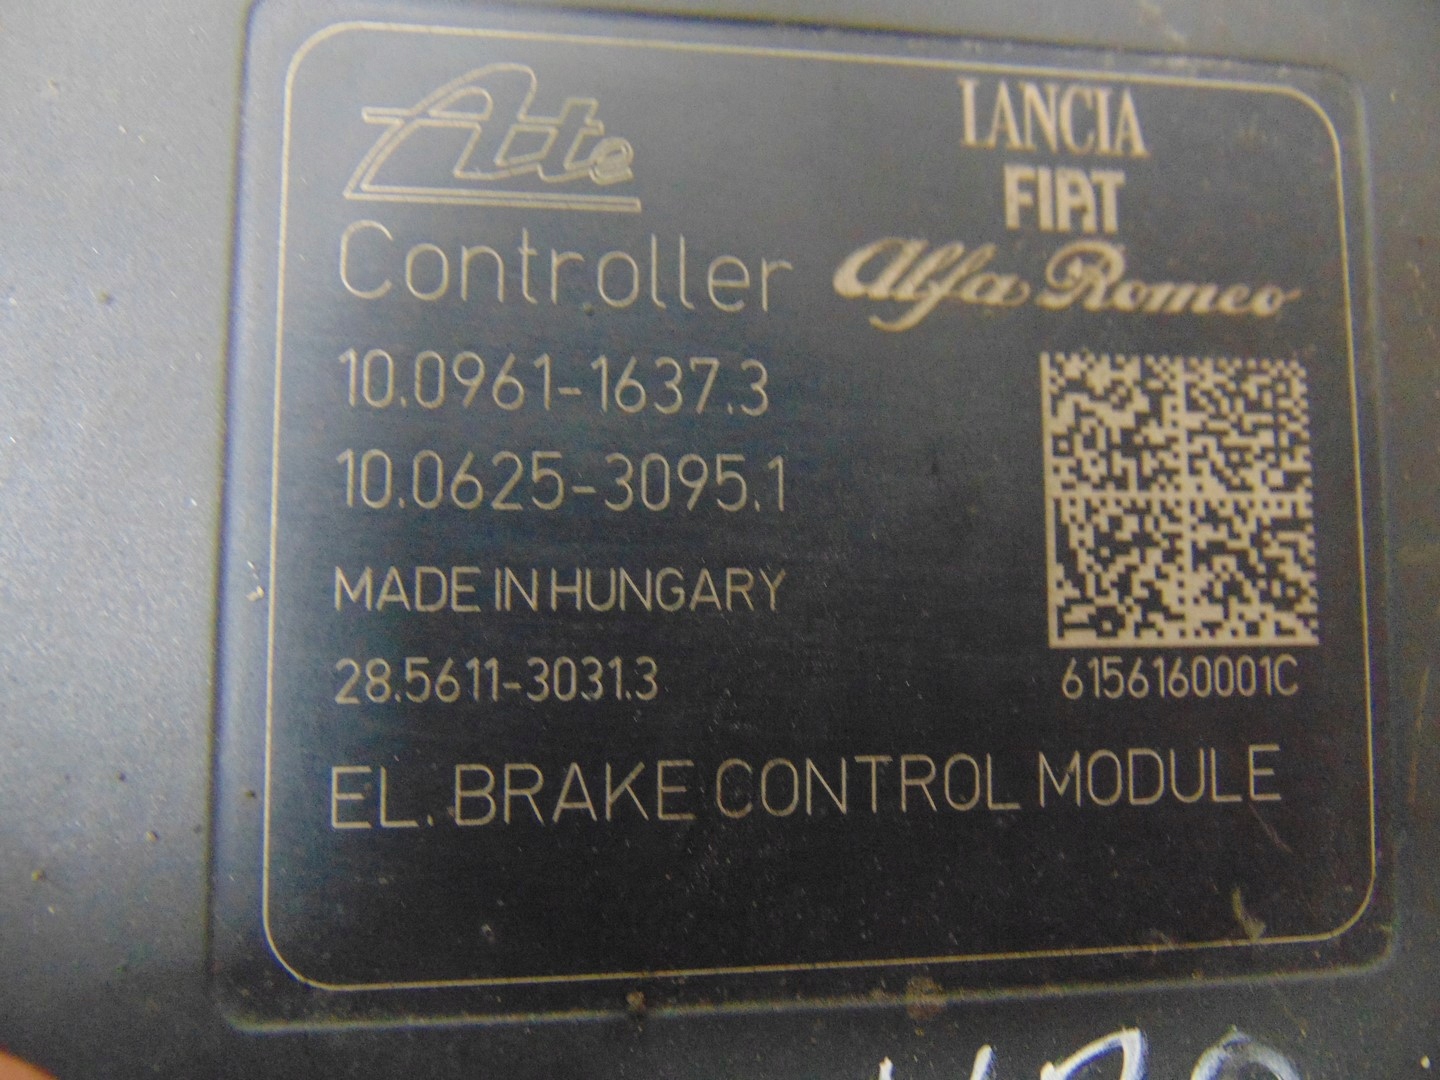 Ate
LANCIA
FIAT
Alfa Romeo
Controller
10.0961-1637.3
10.0625-3095.1
MADE IN HUNGARY
28.5611-3031.3
6156160001C
EL. BRAKE CONTROL MODULE